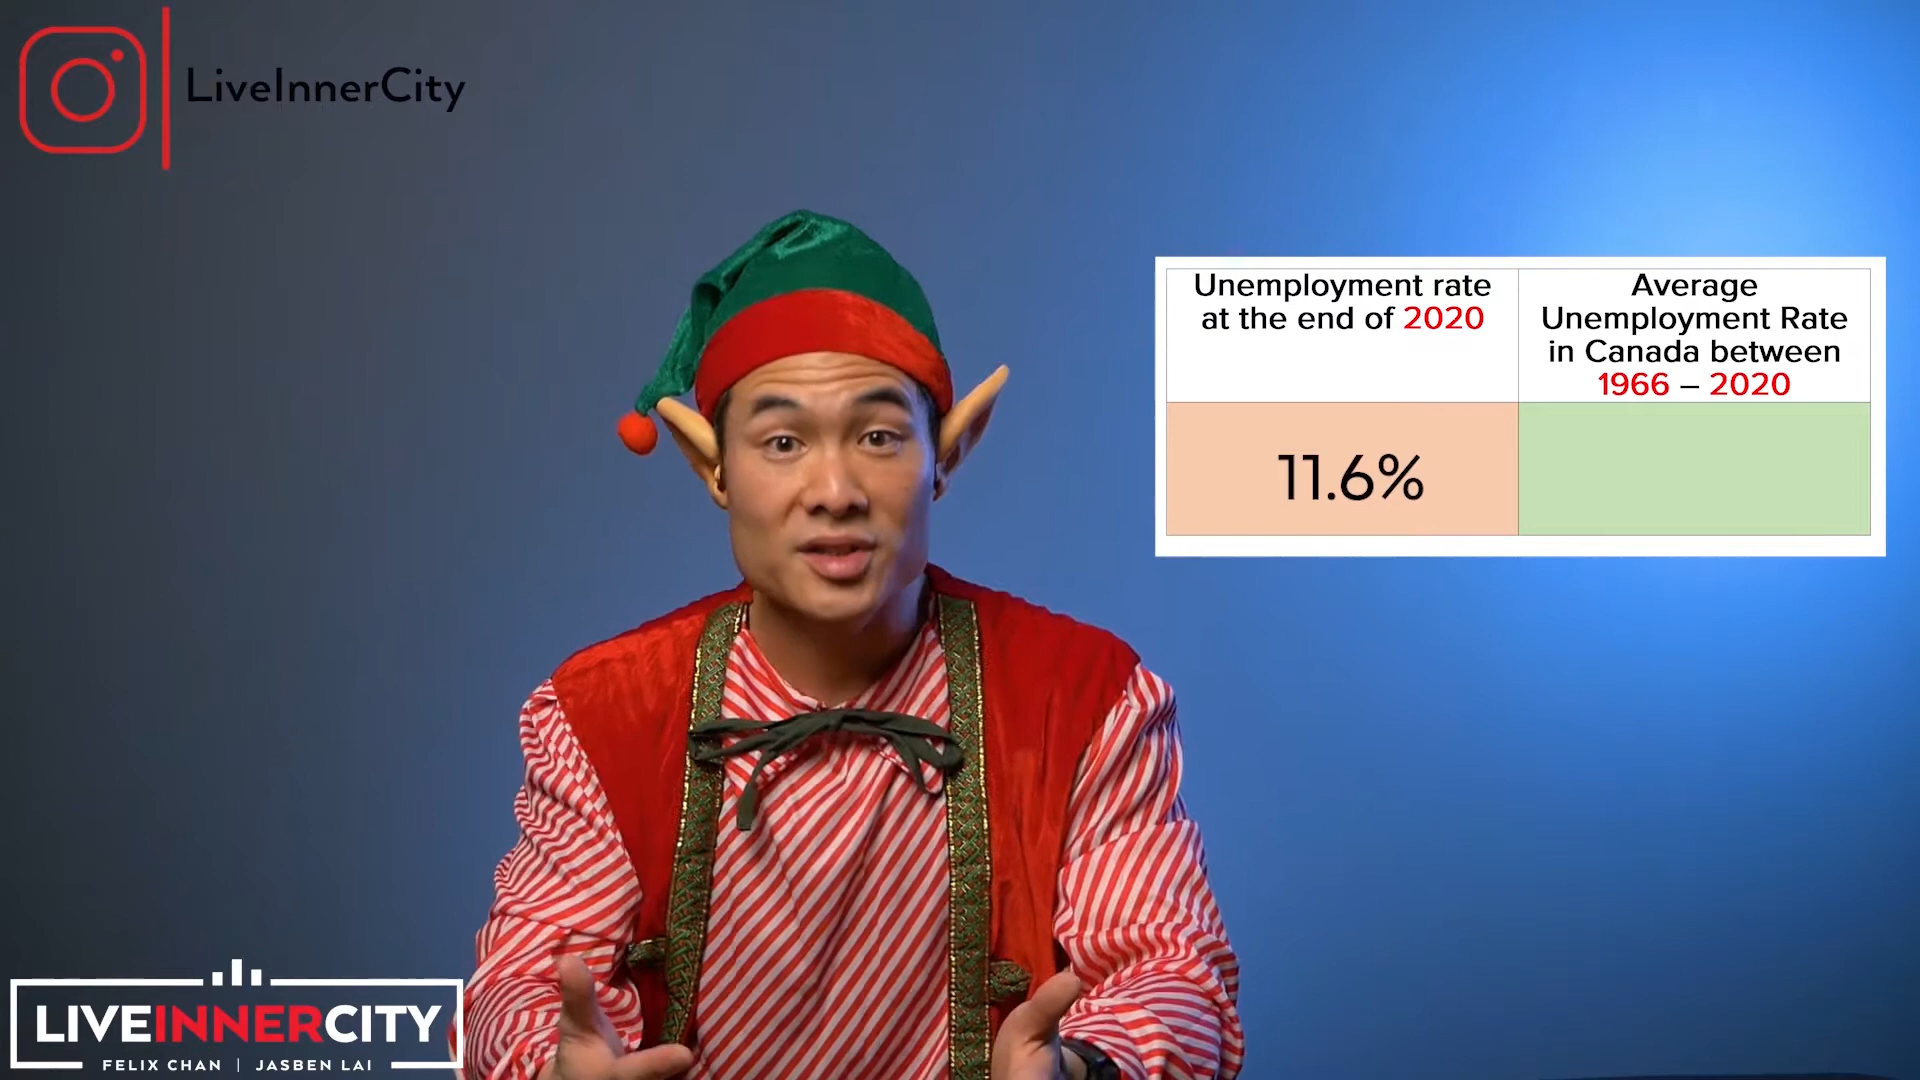 LiveInnerCity
Unemployment rate
at the end of 2020
Average
Unemployment Rate
in Canada between
1966 – 2020
11.6%
LIVEINNERCITY
FELIX CHAN | JASBEN LAI